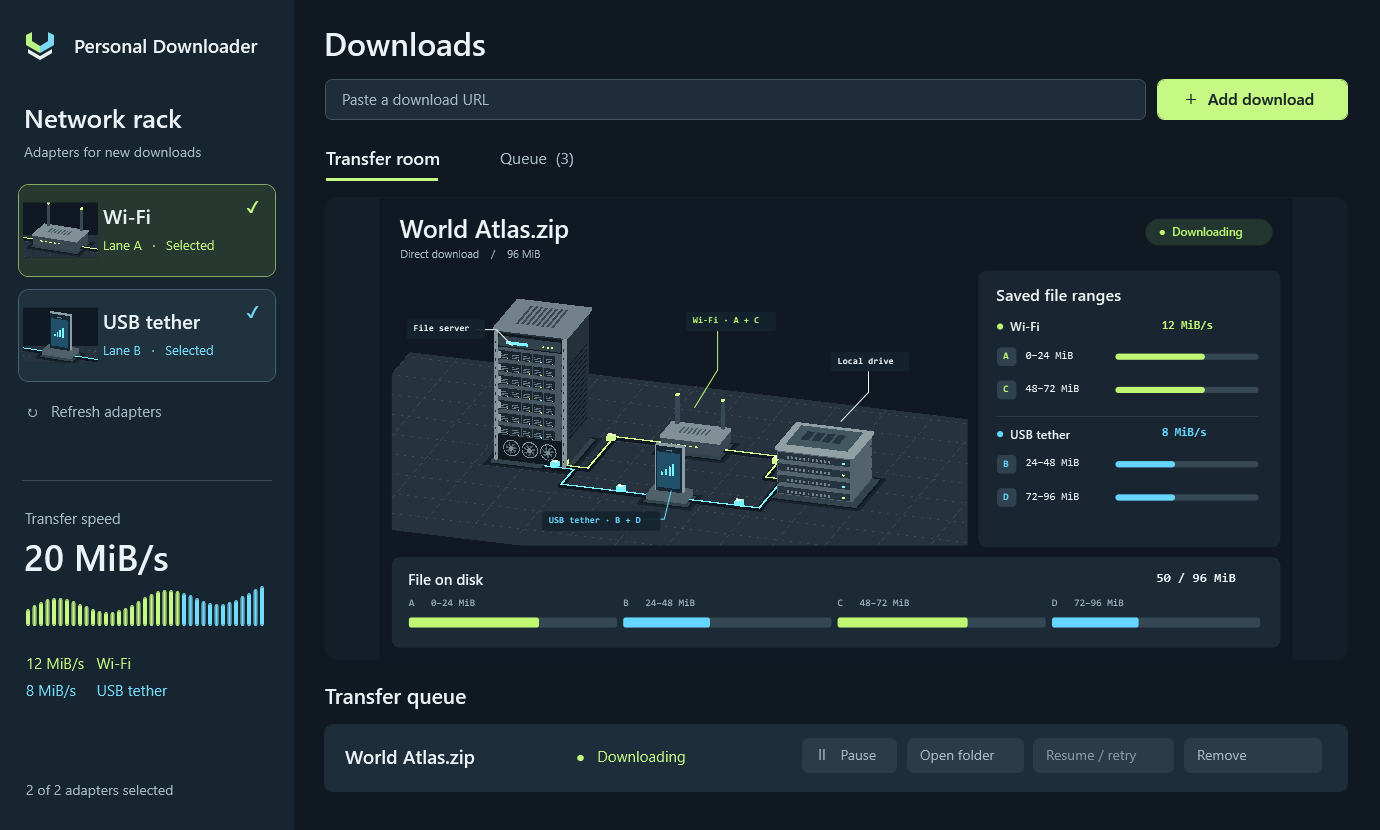 Personal Downloader
Network rack
Adapters for new downloads
Wi-Fi
Lane A · Selected
USB tether
Lane B · Selected
Refresh adapters
Transfer speed
20 MiB/s
12 MiB/s Wi-Fi
8 MiB/s USB tether
2 of 2 adapters selected
Downloads
Paste a download URL
+ Add download
Transfer room
Queue (3)
World Atlas.zip
Direct download / 96 MiB
Downloading
File server
Wi-Fi · A + C
Local drive
USB tether · B + D
Saved file ranges
Wi-Fi 12 MiB/s
A 0–24 MiB
C 48–72 MiB
USB tether 8 MiB/s
B 24–48 MiB
D 72–96 MiB
File on disk
50 / 96 MiB
A 0–24 MiB
B 24–48 MiB
C 48–72 MiB
D 72–96 MiB
Transfer queue
World Atlas.zip
Downloading
Pause
Open folder
Resume / retry
Remove